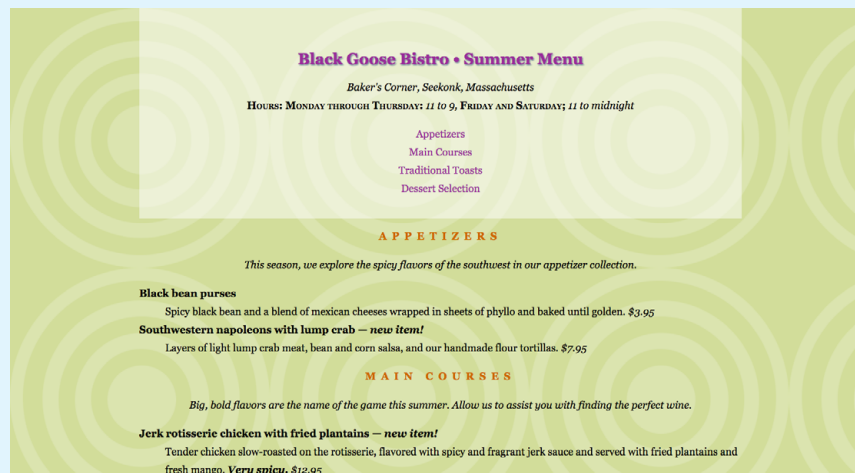 Black Goose Bistro • Summer Menu
Baker's Corner, Seekonk, Massachusetts
Hours: Monday through Thursday: 11 to 9, Friday and Saturday; 11 to midnight
Appetizers
Main Courses
Traditional Toasts
Dessert Selection
APPETIZERS
This season, we explore the spicy flavors of the southwest in our appetizer collection.
Black bean purses
Spicy black bean and a blend of mexican cheeses wrapped in sheets of phyllo and baked until golden. $3.95
Southwestern napoleons with lump crab — new item!
Layers of light lump crab meat, bean and corn salsa, and our handmade flour tortillas. $7.95
MAIN COURSES
Big, bold flavors are the name of the game this summer. Allow us to assist you with finding the perfect wine.
Jerk rotisserie chicken with fried plantains — new item!
Tender chicken slow-roasted on the rotisserie, flavored with spicy and fragrant jerk sauce and served with fried plantains and
fresh mango. Very spicy. $12.95